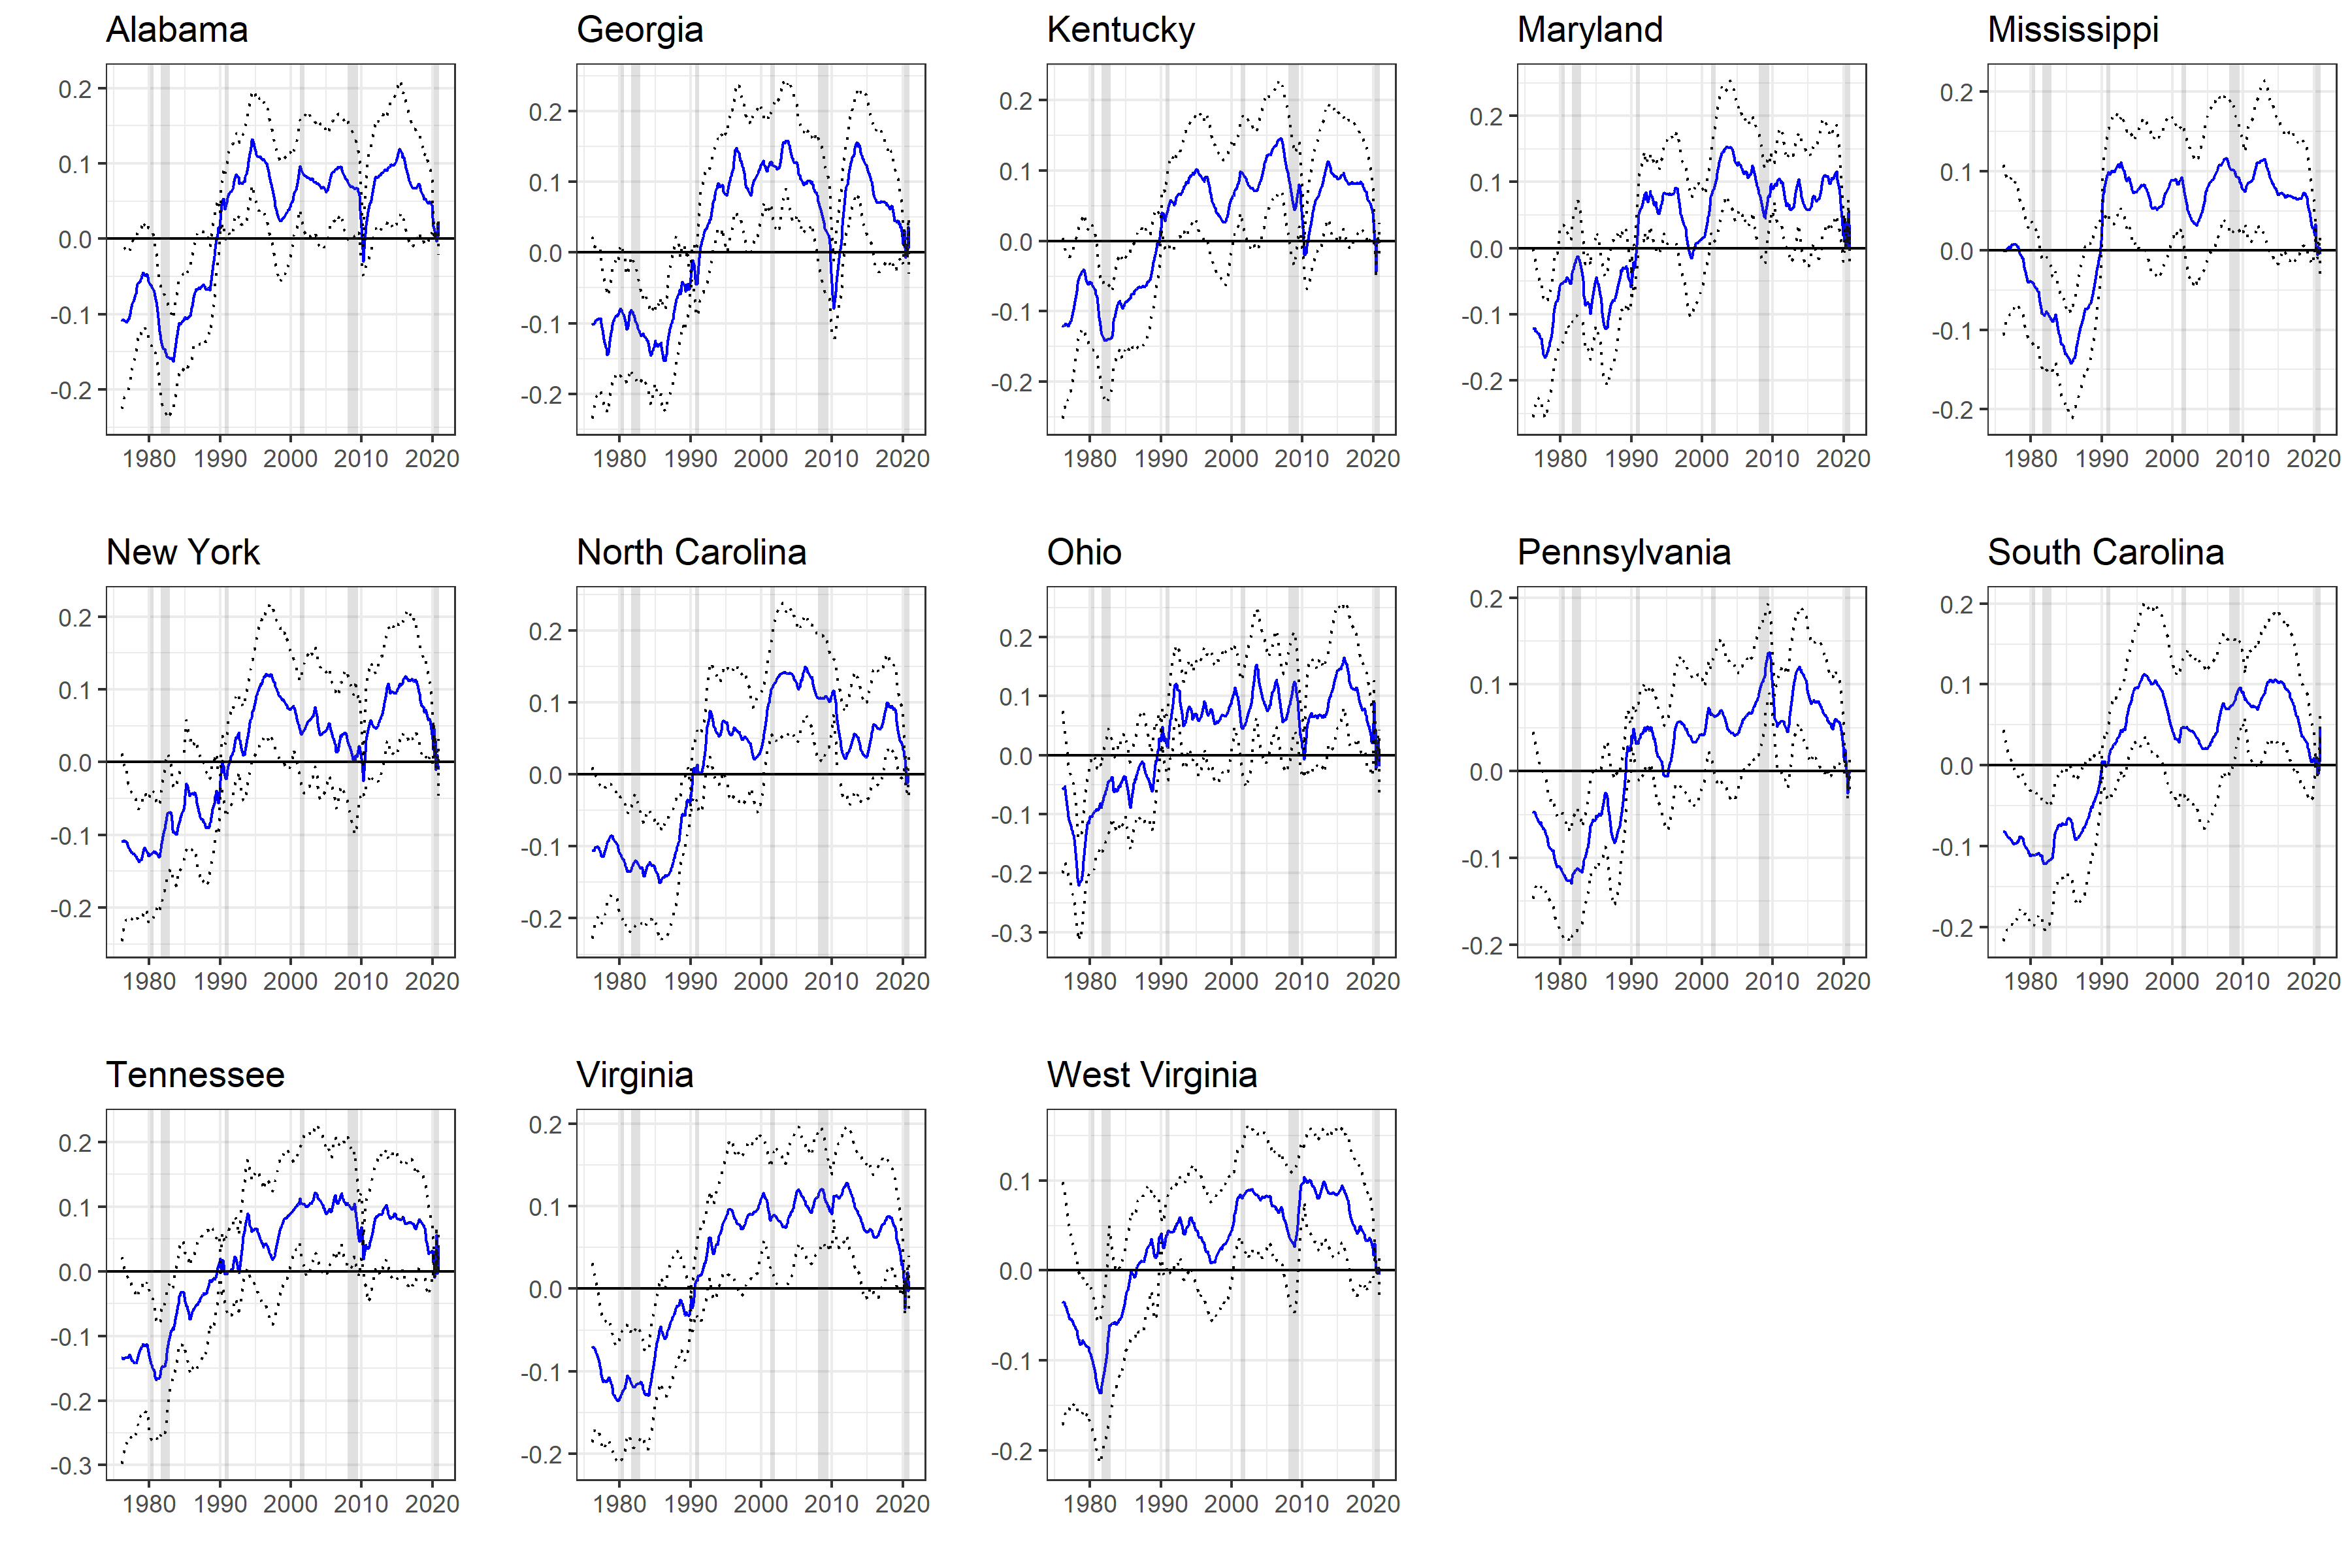 Alabama Georgia Kentucky Maryland Mississippi
0.2 0.2 0.2 0.2 0.2
0.1 0.1 0.1 0.1 0.1
0.0 0.0 0.0 0.0 0.0
-0.1 -0.1 -0.1 -0.1 -0.1
-0.2 -0.2 -0.2 -0.2 -0.2
1980 1990 2000 2010 2020 1980 1990 2000 2010 2020 1980 1990 2000 2010 2020 1980 1990 2000 2010 2020 1980 1990 2000 2010 2020
New York North Carolina Ohio Pennsylvania South Carolina
0.2 0.2 0.2 0.2 0.2
0.1 0.1 0.1 0.1 0.1
0.0 0.0 0.0 0.0 0.0
-0.1 -0.1 -0.1 -0.1 -0.1
-0.2 -0.2 -0.2 -0.2 -0.2
-0.3
1980 1990 2000 2010 2020 1980 1990 2000 2010 2020 1980 1990 2000 2010 2020 1980 1990 2000 2010 2020 1980 1990 2000 2010 2020
Tennessee Virginia West Virginia
0.2 0.2
0.1 0.1 0.1
0.0 0.0 0.0
-0.1 -0.1 -0.1
-0.2 -0.2 -0.2
-0.3
1980 1990 2000 2010 2020 1980 1990 2000 2010 2020 1980 1990 2000 2010 2020